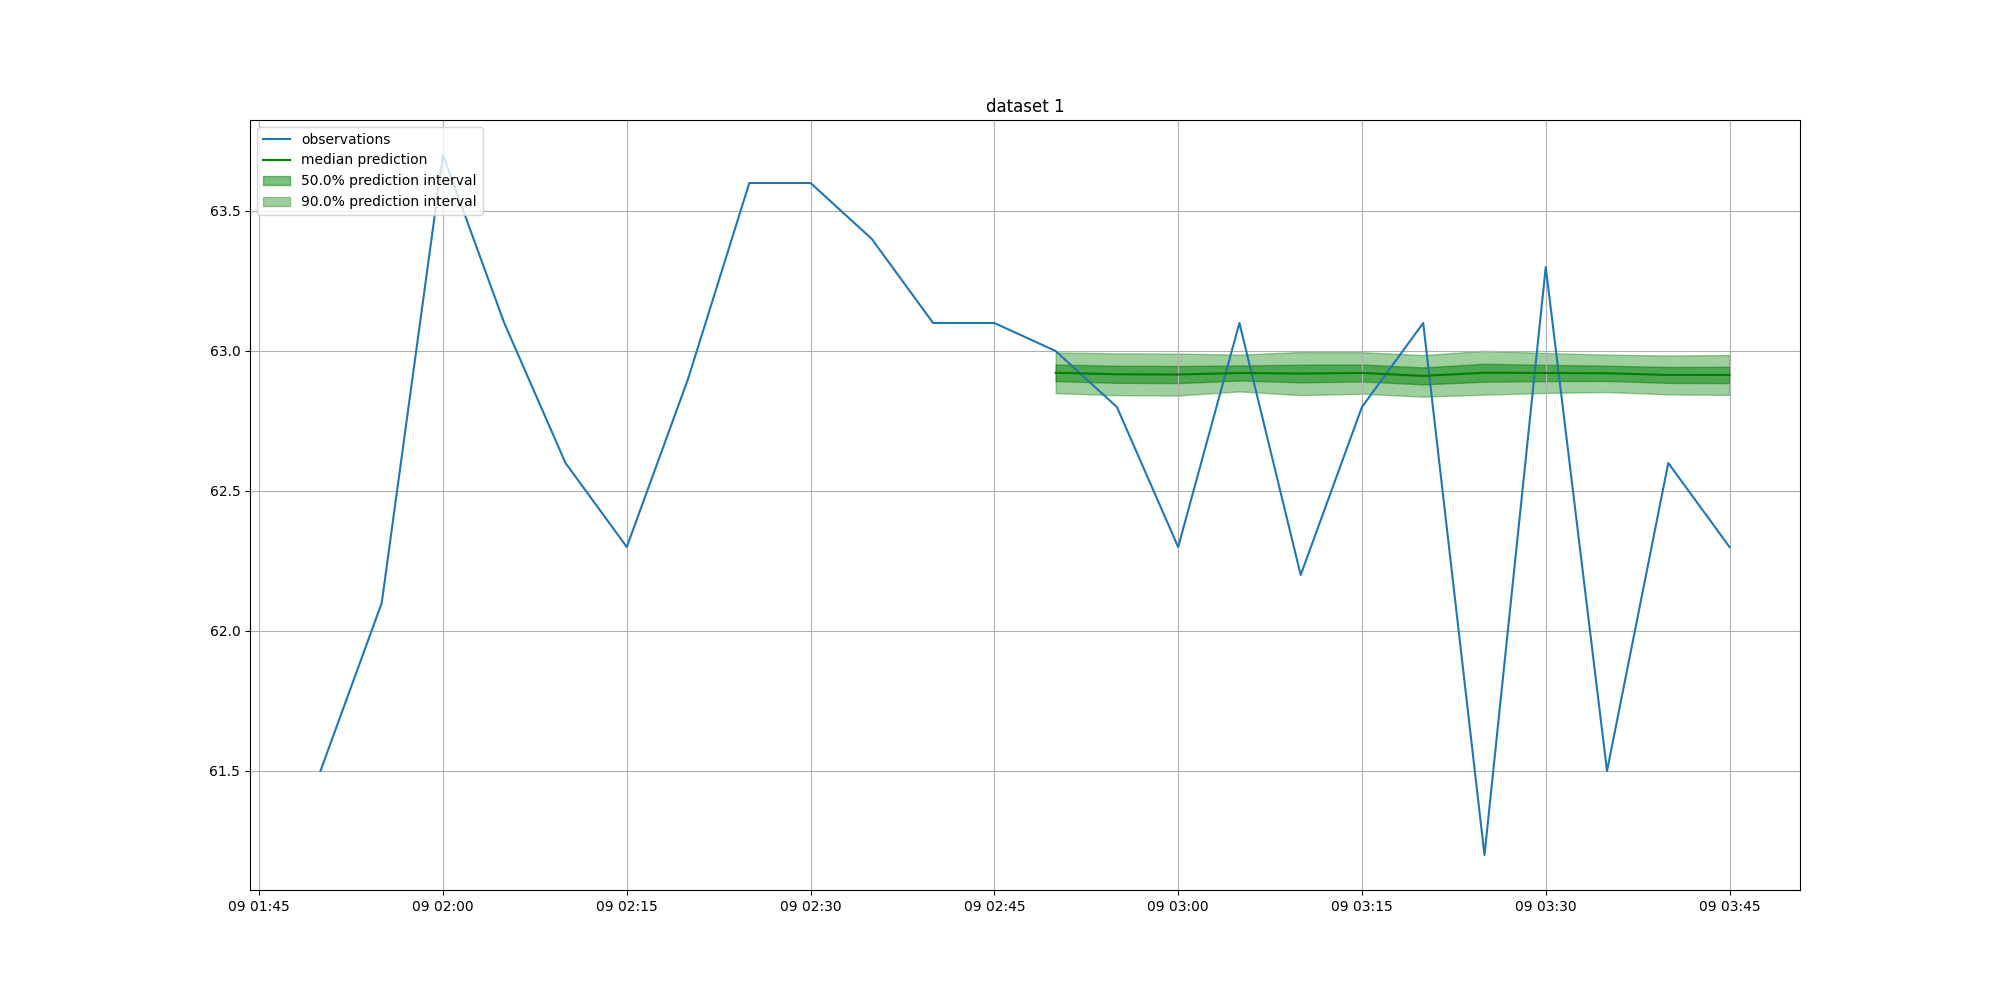 dataset 1
observations
median prediction
50.0% prediction interval
90.0% prediction interval
63.5
63.0
62.5
62.0
61.5
09 01:45 09 02:00 09 02:15 09 02:30 09 02:45 09 03:00 09 03:15 09 03:30 09 03:45